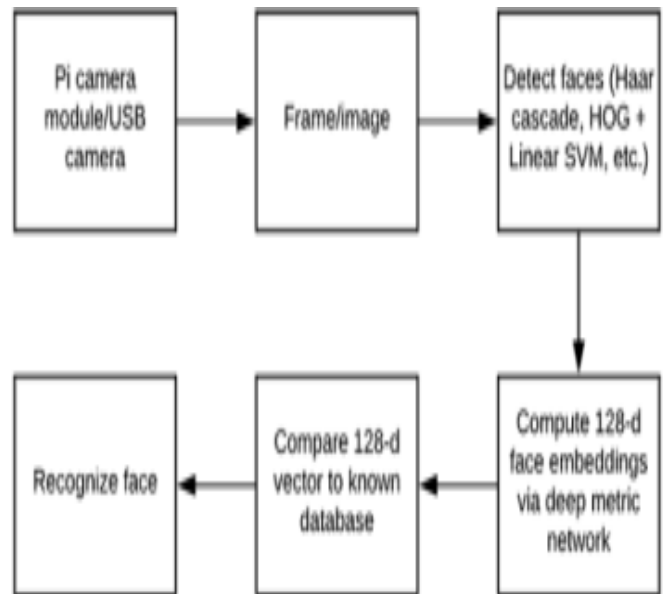 Pi camera
module/USB
camera
Frame/image
Detect faces (Haar
cascade, HOG +
Linear SVM, etc.)
Compute 128-d
face embeddings
via deep metric
network
Compare 128-d
vector to known
database
Recognize face